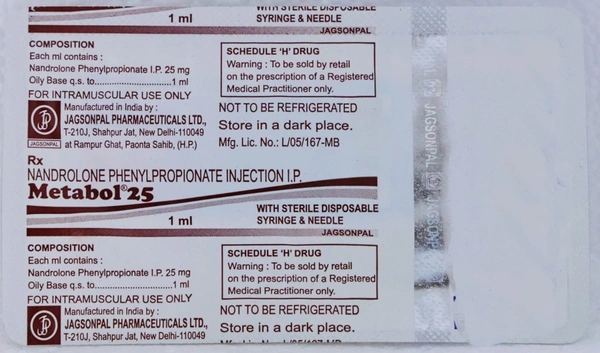 WITH STERILE DISPOSABLE
1 ml SYRINGE & NEEDLE
JAGSONPAL
COMPOSITION
Each ml contains :
Nandrolone Phenylpropionate I.P. 25 mg
Oily Base q.s. to..............................1 ml
FOR INTRAMUSCULAR USE ONLY
Manufactured in India by :
JAGSONPAL PHARMACEUTICALS LTD.,
T-210J, Shahpur Jat, New Delhi-110049
JAGSONPAL at Rampur Ghat, Paonta Sahib, (H.P.)
SCHEDULE 'H' DRUG
Warning : To be sold by retail
on the prescription of a Registered
Medical Practitioner only.
NOT TO BE REFRIGERATED
Store in a dark place.
Mfg. Lic. No.: L/05/167-MB
Rx
NANDROLONE PHENYLPROPIONATE INJECTION I.P.
Metabol®25
WITH STERILE DISPOSABLE
1 ml SYRINGE & NEEDLE
JAGSONPAL
COMPOSITION
Each ml contains :
Nandrolone Phenylpropionate I.P. 25 mg
Oily Base q.s. to..............................1 ml
FOR INTRAMUSCULAR USE ONLY
Manufactured in India by :
JAGSONPAL PHARMACEUTICALS LTD.,
T-210J, Shahpur Jat, New Delhi-110049
SCHEDULE 'H' DRUG
Warning : To be sold by retail
on the prescription of a Registered
Medical Practitioner only.
NOT TO BE REFRIGERATED
Store in a dark place.
Mfg. Lic. No.: L/05/167-MB
JAGSONPAL
JAGSONPAL